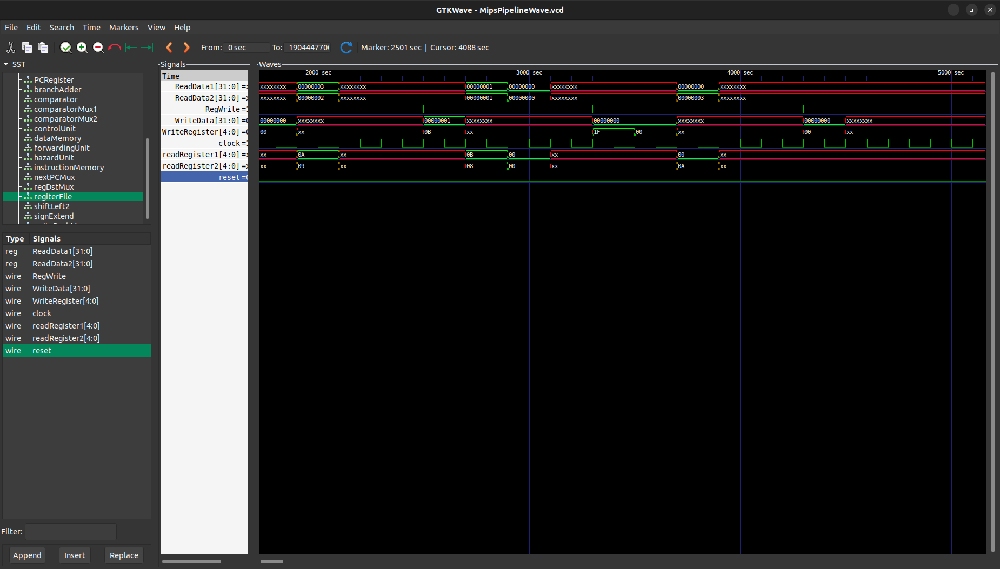 GTKWave - MipsPipelineWave.vcd
File Edit Search Time Markers View Help
From: 0 sec To: 190444770 Marker: 2501 sec | Cursor: 4088 sec
SST
PCRegister
branchAdder
comparator
comparatorMux1
comparatorMux2
controlUnit
dataMemory
forwardingUnit
hazardUnit
instructionMemory
nextPCMux
regDstMux
regiterFile
shiftLeft2
signExtend
Type Signals
reg ReadData1[31:0]
reg ReadData2[31:0]
wire RegWrite
wire WriteData[31:0]
wire WriteRegister[4:0]
wire clock
wire readRegister1[4:0]
wire readRegister2[4:0]
wire reset
Filter:
Append Insert Replace
Signals
Time
ReadData1[31:0] =x
ReadData2[31:0] =x
RegWrite =1
WriteData[31:0] =0
WriteRegister[4:0] =0
clock =1
readRegister1[4:0] =x
readRegister2[4:0] =x
reset =0
Waves
2000 sec 3000 sec 4000 sec 5000 sec
xxxxxxxx 00000003 xxxxxxxx 00000001 00000000 xxxxxxxx 00000000 xxxxxxxx
xxxxxxxx 00000002 xxxxxxxx 00000001 00000000 xxxxxxxx 00000003 xxxxxxxx
00000000 xxxxxxxx 00000001 xxxxxxxx 00000000 xxxxxxxx 00000000 xxxxxxxx
00 xx 0B xx 1F 00 xx 00 xx
xx 0A xx 0B 00 xx 00 xx
xx 09 xx 08 00 xx 0A xx